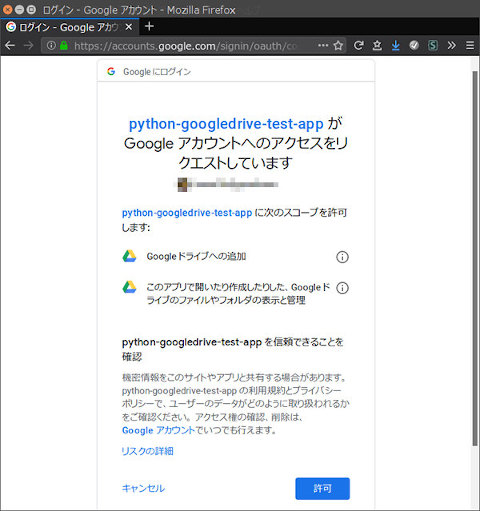 ログイン - Google アカウント - Mozilla Firefox
ログイン - Google アカウ
https://accounts.google.com/signin/oauth/co
Google にログイン
python-googledrive-test-app が
Google アカウントへのアクセスをリ
クエストしています
python-googledrive-test-app に次のスコープを許可
します:
Google ドライブへの追加
このアプリで開いたり作成したりした、Google ド
ライブのファイルやフォルダの表示と管理
python-googledrive-test-app を信頼できることを
確認
機密情報をこのサイトやアプリと共有する場合があります。
python-googledrive-test-app の利用規約とプライバシー
ポリシーで、ユーザーのデータがどのように取り扱われるか
をご確認ください。アクセス権の確認、削除は、
Google アカウントでいつでも行えます。
リスクの詳細
キャンセル
許可